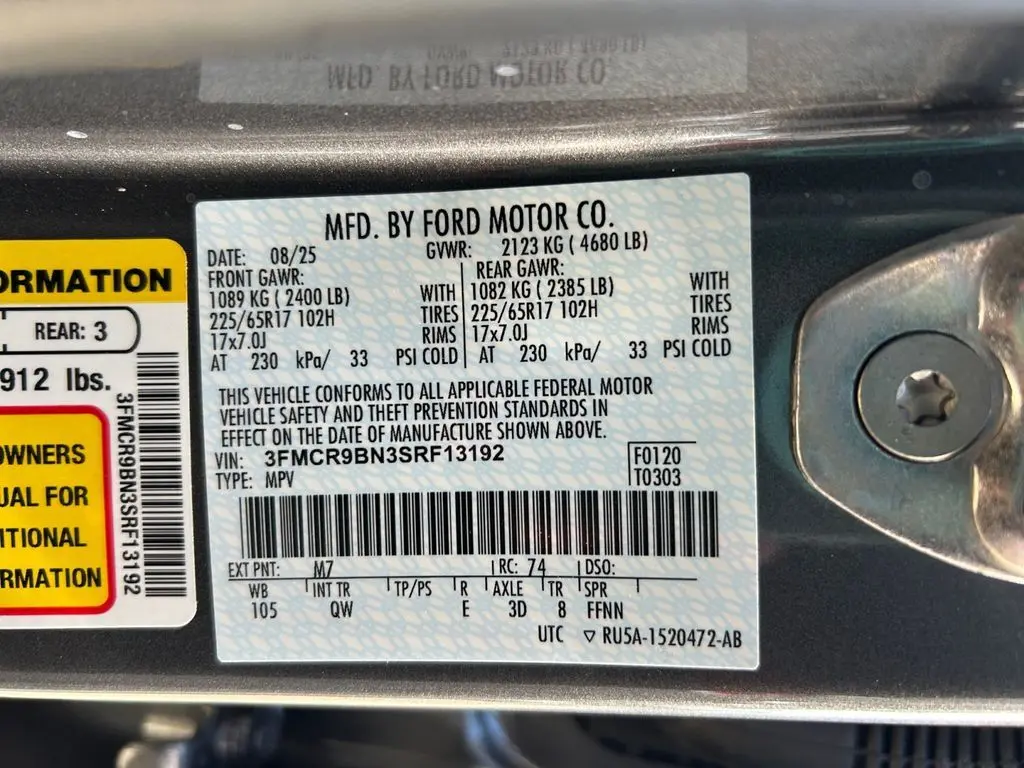 MFD. BY FORD MOTOR CO.
DATE: 08/25 GVWR: 2123 KG ( 4680 LB)
FRONT GAWR: REAR GAWR:
1089 KG ( 2400 LB) WITH 1082 KG ( 2385 LB) WITH
225/65R17 102H TIRES 225/65R17 102H TIRES
17x7.0J RIMS 17x7.0J RIMS
AT 230 kPa/ 33 PSI COLD AT 230 kPa/ 33 PSI COLD
THIS VEHICLE CONFORMS TO ALL APPLICABLE FEDERAL MOTOR
VEHICLE SAFETY AND THEFT PREVENTION STANDARDS IN
EFFECT ON THE DATE OF MANUFACTURE SHOWN ABOVE.
VIN: 3FMCR9BN3SRF13192 F0120
TYPE: MPV T0303
EXT PNT: M7 RC: 74 DSO:
WB INT TR TP/PS R AXLE TR SPR
105 QW E 3D 8 FFNN
UTC ▽ RU5A-1520472-AB
ORMATION
REAR: 3
912 lbs.
OWNERS
UAL FOR
ITIONAL
RMATION
3FMCR9BN3SRF13192
MFD. BY FORD MOTOR CO